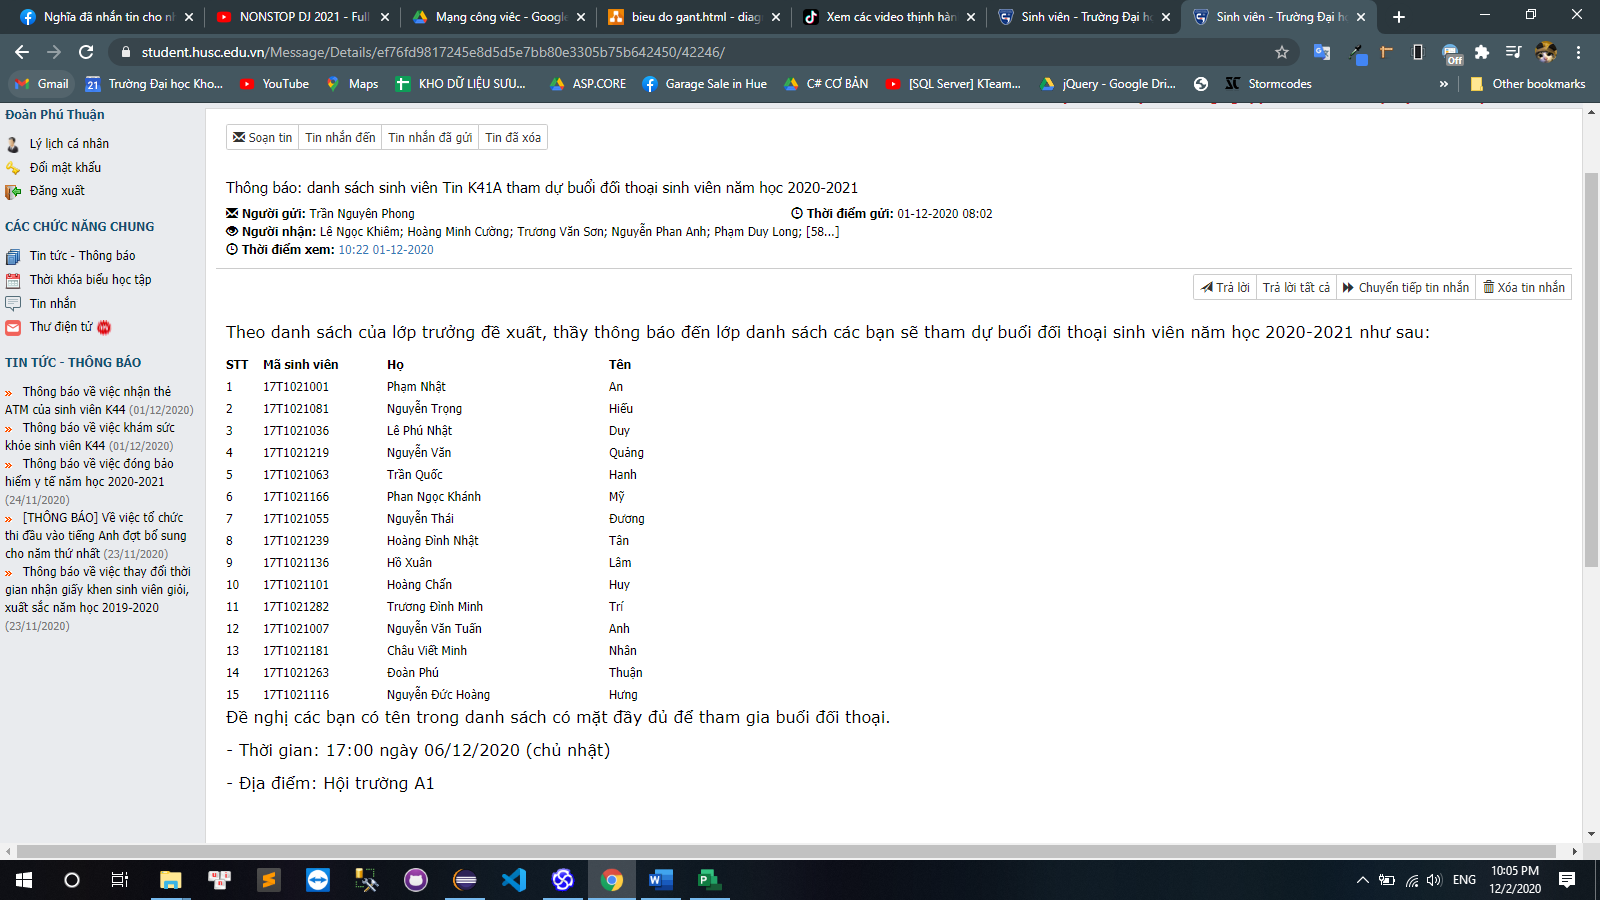 Nghĩa đã nhắn tin cho nh
NONSTOP DJ 2021 - Full
Mạng công viêc - Google
bieu do gant.html - diag
Xem các video thịnh hàn
Sinh viên - Trường Đại h
Sinh viên - Trường Đại h
student.husc.edu.vn/Message/Details/ef76fd9817245e8d5d5e7bb80e3305b75b642450/42246/
Off
Gmail
21 Trường Đại học Kho...
YouTube
Maps
KHO DỮ LIỆU SƯU...
ASP.CORE
Garage Sale in Hue
C# CƠ BẢN
[SQL Server] KTeam...
jQuery - Google Dri...
Stormcodes
»
Other bookmarks
Đoàn Phú Thuận
Lý lịch cá nhân
Đổi mật khẩu
Đăng xuất
CÁC CHỨC NĂNG CHUNG
Tin tức - Thông báo
Thời khóa biểu học tập
Tin nhắn
Thư điện tử
TIN TỨC - THÔNG BÁO
» Thông báo về việc nhận thẻ
ATM của sinh viên K44 (01/12/2020)
» Thông báo về việc khám sức
khỏe sinh viên K44 (01/12/2020)
» Thông báo về việc đóng bảo
hiểm y tế năm học 2020-2021
(24/11/2020)
» [THÔNG BÁO] Về việc tổ chức
thi đầu vào tiếng Anh đợt bổ sung
cho năm thứ nhất (23/11/2020)
» Thông báo về việc thay đổi thời
gian nhận giấy khen sinh viên giỏi,
xuất sắc năm học 2019-2020
(23/11/2020)
Soạn tin Tin nhắn đến Tin nhắn đã gửi Tin đã xóa
Thông báo: danh sách sinh viên Tin K41A tham dự buổi đối thoại sinh viên năm học 2020-2021
Người gửi: Trần Nguyên Phong Thời điểm gửi: 01-12-2020 08:02
Người nhận: Lê Ngọc Khiêm; Hoàng Minh Cường; Trương Văn Sơn; Nguyễn Phan Anh; Phạm Duy Long; [58...]
Thời điểm xem: 10:22 01-12-2020
Trả lời Trả lời tất cả Chuyển tiếp tin nhắn Xóa tin nhắn
Theo danh sách của lớp trưởng đề xuất, thầy thông báo đến lớp danh sách các bạn sẽ tham dự buổi đối thoại sinh viên năm học 2020-2021 như sau:
STT Mã sinh viên Họ Tên
1 17T1021001 Phạm Nhật An
2 17T1021081 Nguyễn Trọng Hiếu
3 17T1021036 Lê Phú Nhật Duy
4 17T1021219 Nguyễn Văn Quảng
5 17T1021063 Trần Quốc Hanh
6 17T1021166 Phan Ngọc Khánh Mỹ
7 17T1021055 Nguyễn Thái Đương
8 17T1021239 Hoàng Đình Nhật Tân
9 17T1021136 Hồ Xuân Lâm
10 17T1021101 Hoàng Chấn Huy
11 17T1021282 Trương Đình Minh Trí
12 17T1021007 Nguyễn Văn Tuấn Anh
13 17T1021181 Châu Viết Minh Nhân
14 17T1021263 Đoàn Phú Thuận
15 17T1021116 Nguyễn Đức Hoàng Hưng
Đề nghị các bạn có tên trong danh sách có mặt đầy đủ để tham gia buổi đối thoại.
- Thời gian: 17:00 ngày 06/12/2020 (chủ nhật)
- Địa điểm: Hội trường A1
ENG
10:05 PM
12/2/2020